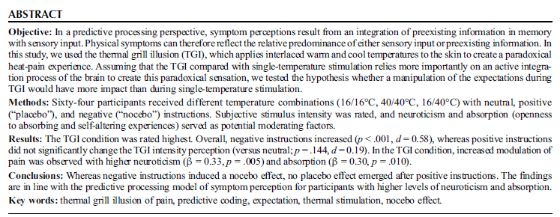 ABSTRACT
Objective: In a predictive processing perspective, symptom perceptions result from an integration of preexisting information in memory
with sensory input. Physical symptoms can therefore reflect the relative predominance of either sensory input or preexisting information. In
this study, we used the thermal grill illusion (TGI), which applies interlaced warm and cool temperatures to the skin to create a paradoxical
heat-pain experience. Assuming that the TGI compared with single-temperature stimulation relies more importantly on an active integra-
tion process of the brain to create this paradoxical sensation, we tested the hypothesis whether a manipulation of the expectations during
TGI would have more impact than during single-temperature stimulation.
Methods: Sixty-four participants received different temperature combinations (16/16°C, 40/40°C, 16/40°C) with neutral, positive
("placebo"), and negative ("nocebo") instructions. Subjective stimulus intensity was rated, and neuroticism and absorption (openness
to absorbing and self-altering experiences) served as potential moderating factors.
Results: The TGI condition was rated highest. Overall, negative instructions increased (p < .001, d = 0.58), whereas positive instructions
did not significantly change the TGI intensity perception (versus neutral; p = .144, d = 0.19). In the TGI condition, increased modulation of
pain was observed with higher neuroticism (β = 0.33, p = .005) and absorption (β = 0.30, p = .010).
Conclusions: Whereas negative instructions induced a nocebo effect, no placebo effect emerged after positive instructions. The findings
are in line with the predictive processing model of symptom perception for participants with higher levels of neuroticism and absorption.
Key words: thermal grill illusion of pain, predictive coding, expectation, thermal stimulation, nocebo effect.